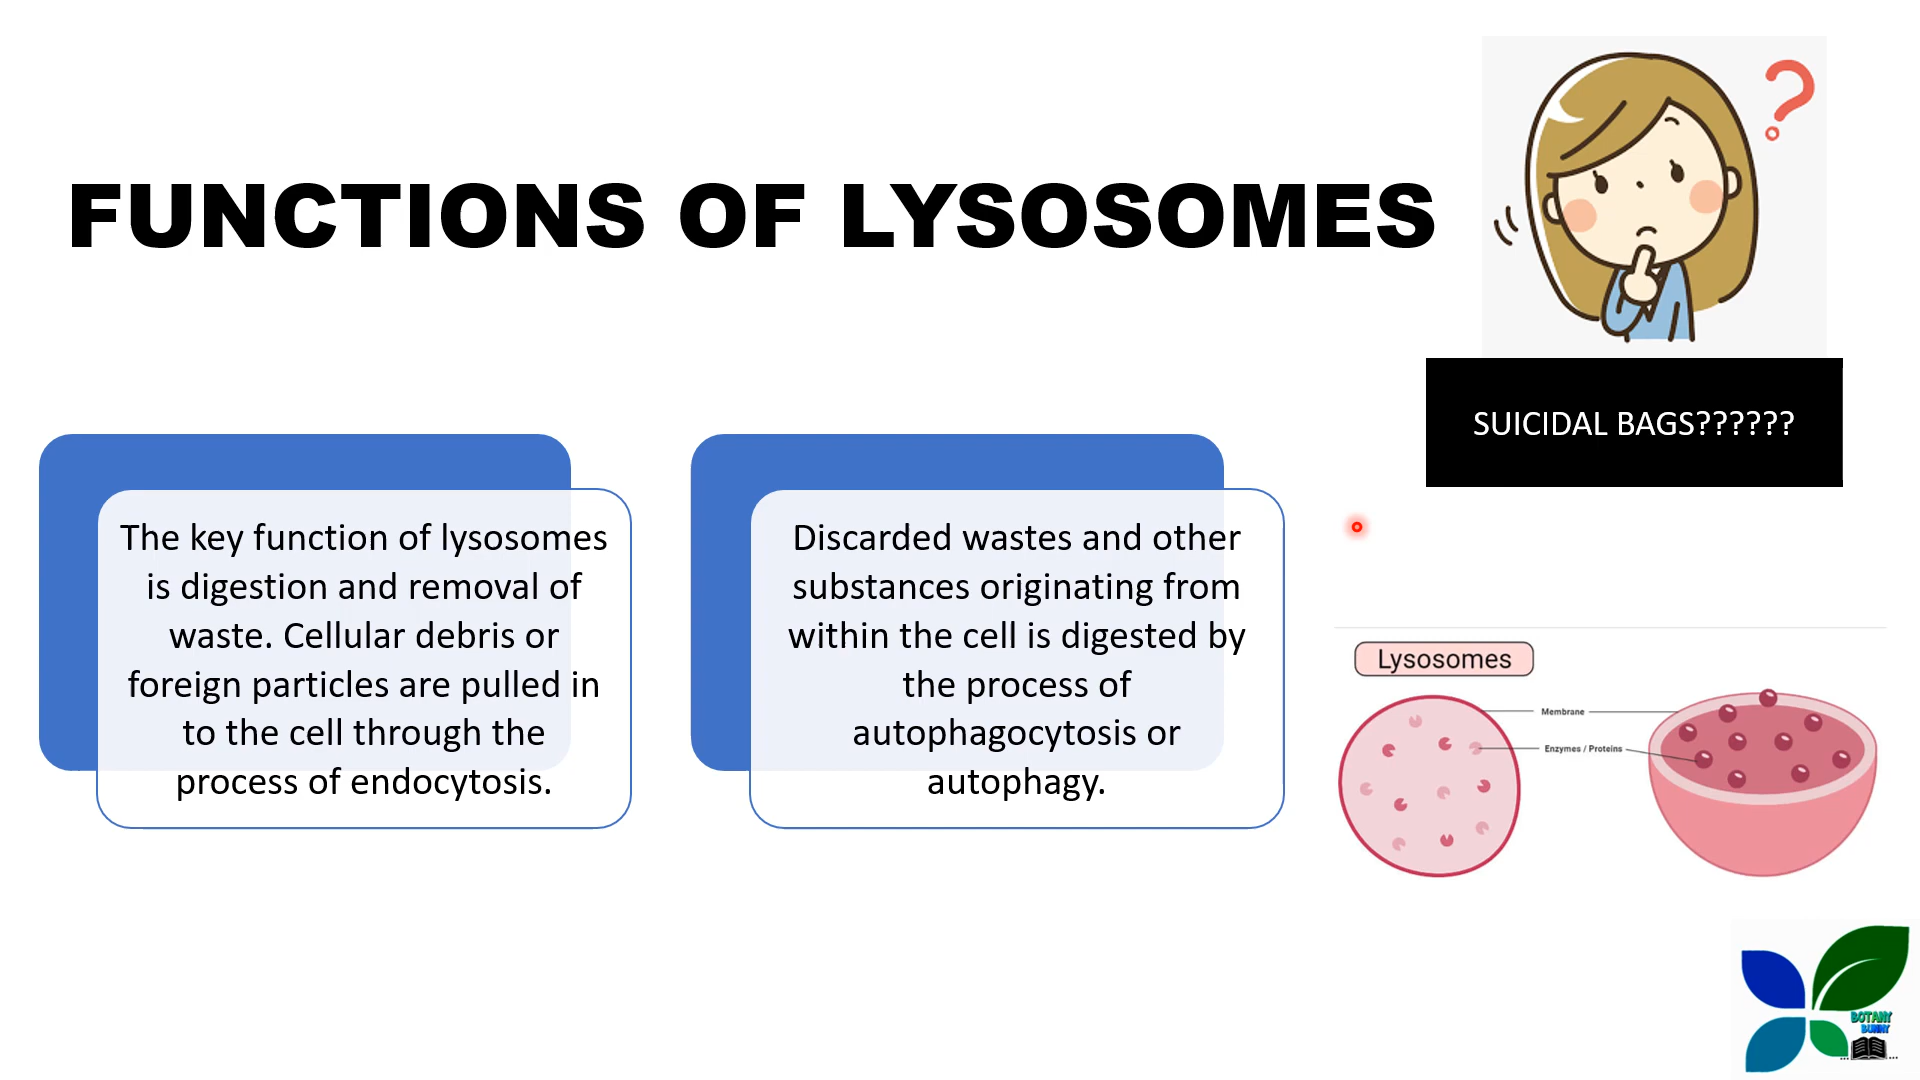 FUNCTIONS OF LYSOSOMES
SUICIDAL BAGS??????
The key function of lysosomes
is digestion and removal of
waste. Cellular debris or
foreign particles are pulled in
to the cell through the
process of endocytosis.
Discarded wastes and other
substances originating from
within the cell is digested by
the process of
autophagocytosis or
autophagy.
Lysosomes
Membrane
Enzymes / Proteins
BOTANY
BUNNY